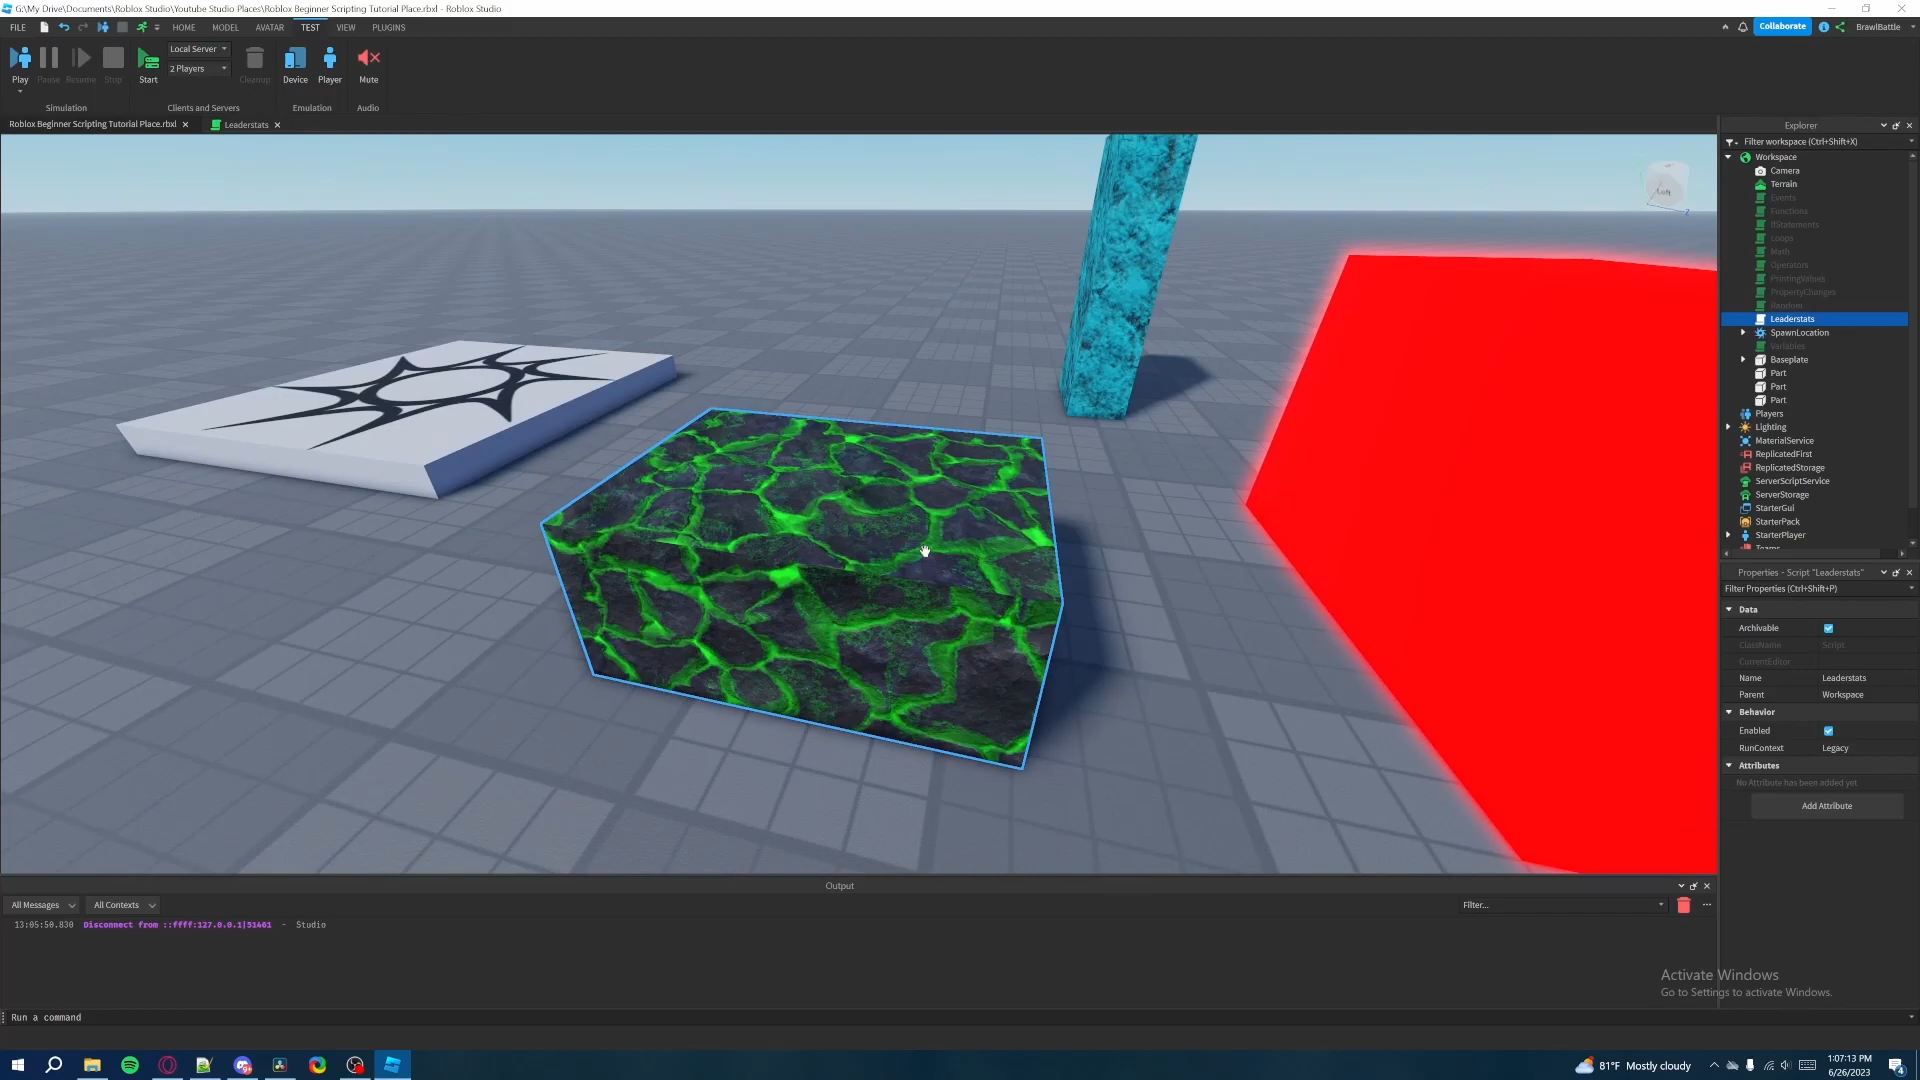 G:\My Drive\Documents\Roblox Studio\Youtube Studio Places\Roblox Beginner Scripting Tutorial Place.rbxl - Roblox Studio
FILE HOME MODEL AVATAR TEST VIEW PLUGINS
Collaborate
BrawlBattle
Play
Pause
Resume
Stop
Start
Local Server
2 Players
Cleanup
Device
Player
Mute
Simulation
Clients and Servers
Emulation
Audio
Roblox Beginner Scripting Tutorial Place.rbxl
Leaderstats
Left
Z
Explorer
Filter workspace (Ctrl+Shift+X)
Workspace
Camera
Terrain
Events
Functions
IfStatements
Loops
Math
Operators
PrintingValues
PropertyChanges
Random
Leaderstats
SpawnLocation
Variables
Baseplate
Part
Part
Part
Players
Lighting
MaterialService
ReplicatedFirst
ReplicatedStorage
ServerScriptService
ServerStorage
StarterGui
StarterPack
StarterPlayer
Teams
Properties - Script "Leaderstats"
Filter Properties (Ctrl+Shift+P)
Data
Archivable
ClassName Script
CurrentEditor
Name Leaderstats
Parent Workspace
Behavior
Enabled
RunContext Legacy
Attributes
No Attribute has been added yet
Add Attribute
Output
All Messages
All Contexts
Filter...
13:05:50.830 Disconnect from ::ffff:127.0.0.1|51461 - Studio
Activate Windows
Go to Settings to activate Windows.
Run a command
81°F Mostly cloudy
1:07:13 PM
6/26/2023